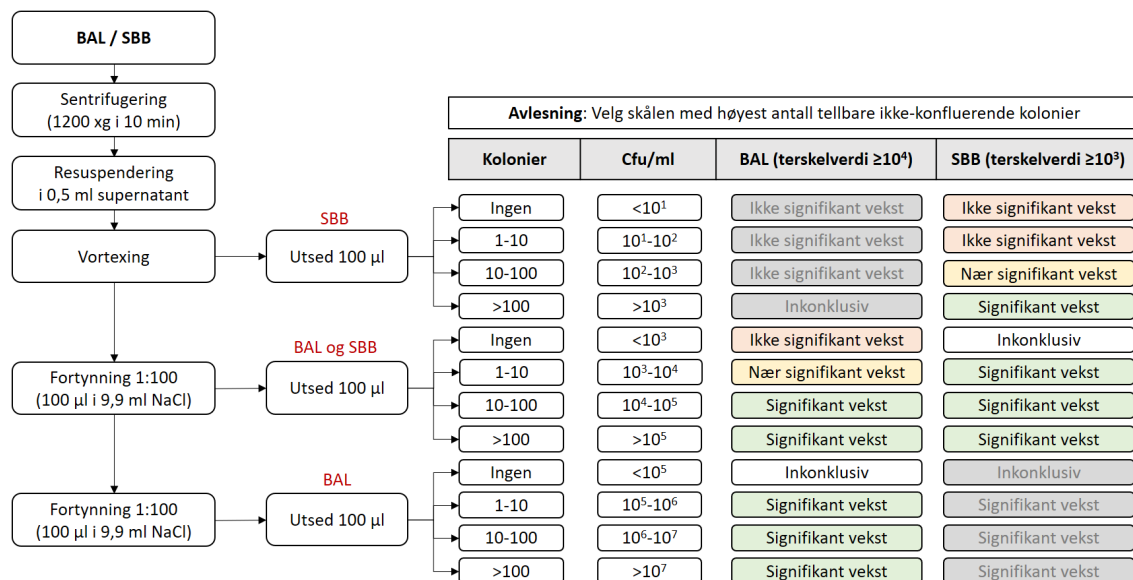 BAL / SBB
Sentrifugering
(1200 xg i 10 min)
Resuspendering
i 0,5 ml supernatant
Vortexing
Fortynning 1:100
(100 µl i 9,9 ml NaCl)
Fortynning 1:100
(100 µl i 9,9 ml NaCl)
SBB
Utsed 100 µl
BAL og SBB
Utsed 100 µl
BAL
Utsed 100 µl
Avlesning: Velg skålen med høyest antall tellbare ikke-konfluerende kolonier
Kolonier Cfu/ml BAL (terskelverdi ≥10⁴) SBB (terskelverdi ≥10³)
Ingen <10¹ Ikke signifikant vekst Ikke signifikant vekst
1-10 10¹-10² Ikke signifikant vekst Ikke signifikant vekst
10-100 10²-10³ Ikke signifikant vekst Nær signifikant vekst
>100 >10³ Inkonklusiv Signifikant vekst
Ingen <10³ Ikke signifikant vekst Inkonklusiv
1-10 10³-10⁴ Nær signifikant vekst Signifikant vekst
10-100 10⁴-10⁵ Signifikant vekst Signifikant vekst
>100 >10⁵ Signifikant vekst Signifikant vekst
Ingen <10⁵ Inkonklusiv Inkonklusiv
1-10 10⁵-10⁶ Signifikant vekst Signifikant vekst
10-100 10⁶-10⁷ Signifikant vekst Signifikant vekst
>100 >10⁷ Signifikant vekst Signifikant vekst